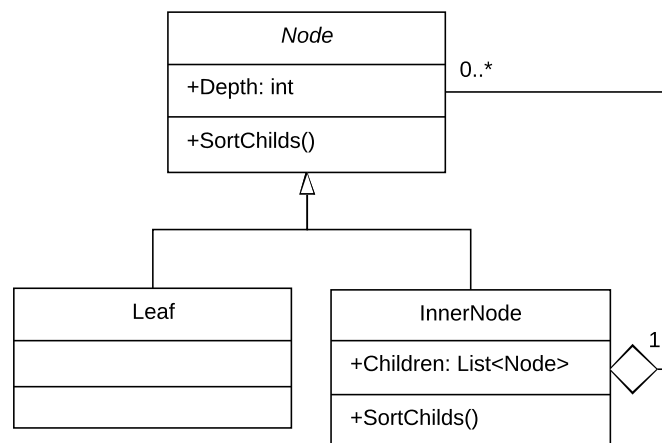 Node
0..*
+Depth: int
+SortChilds()
Leaf
InnerNode
1
+Children: List<Node>
+SortChilds()